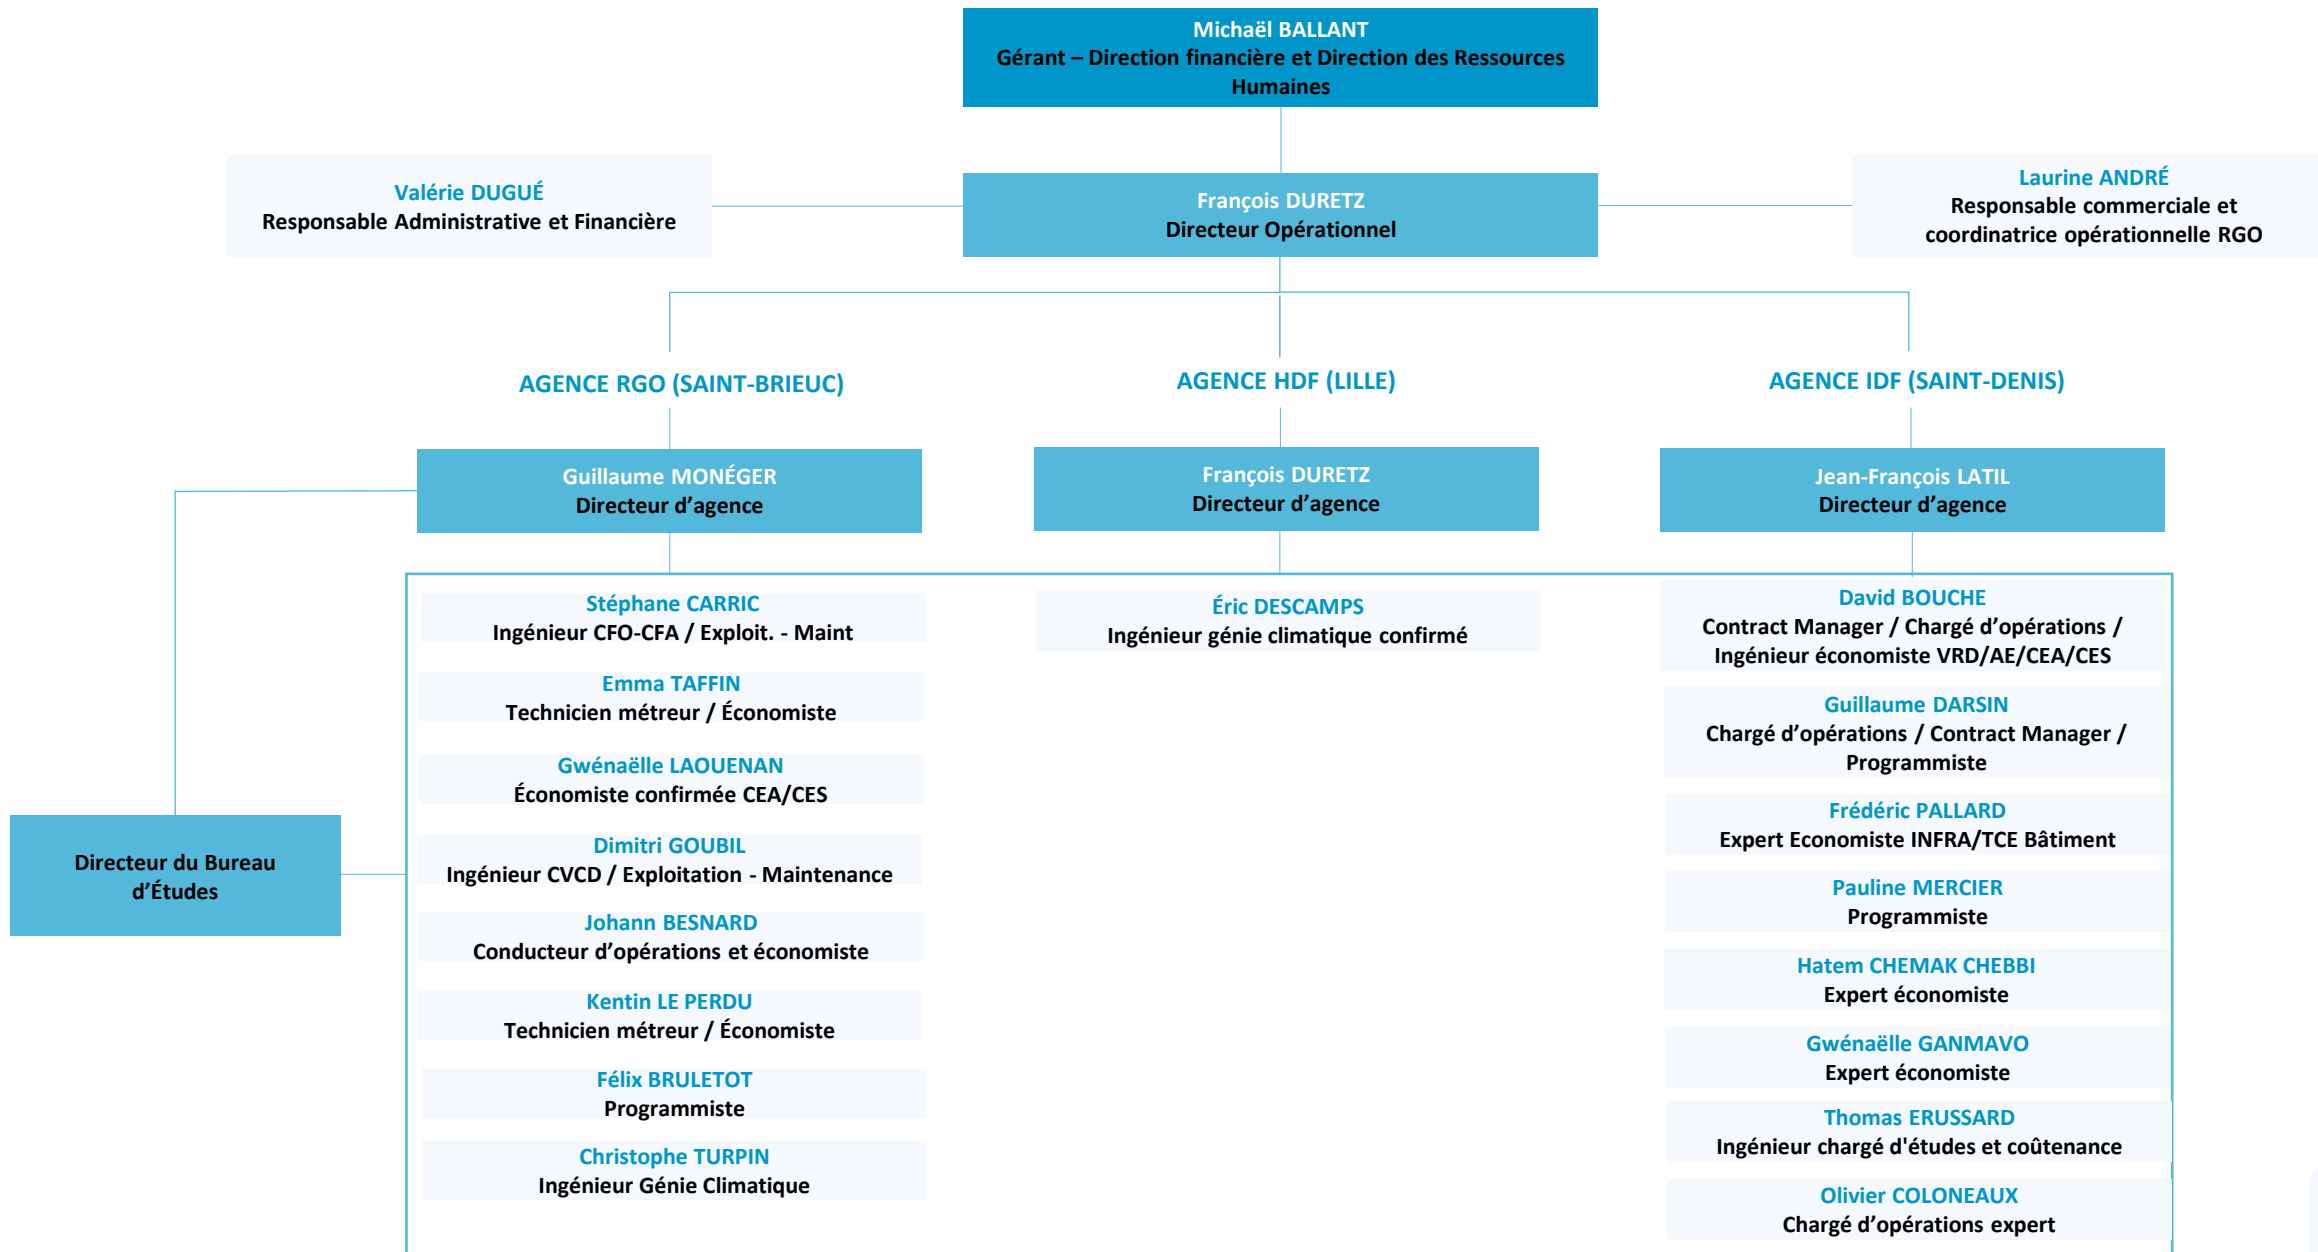 Michaël BALLANT
Gérant – Direction financière et Direction des Ressources
Humaines
Valérie DUGUÉ
Responsable Administrative et Financière
François DURETZ
Directeur Opérationnel
Laurine ANDRÉ
Responsable commerciale et
coordinatrice opérationnelle RGO
AGENCE RGO (SAINT-BRIEUC)
AGENCE HDF (LILLE)
AGENCE IDF (SAINT-DENIS)
Guillaume MONÉGER
Directeur d’agence
François DURETZ
Directeur d’agence
Jean-François LATIL
Directeur d’agence
Directeur du Bureau
d’Études
Stéphane CARRIC
Ingénieur CFO-CFA / Exploit. - Maint
Emma TAFFIN
Technicien métreur / Économiste
Gwénaëlle LAOUENAN
Économiste confirmée CEA/CES
Dimitri GOUBIL
Ingénieur CVCD / Exploitation - Maintenance
Johann BESNARD
Conducteur d’opérations et économiste
Kentin LE PERDU
Technicien métreur / Économiste
Félix BRULETOT
Programmiste
Christophe TURPIN
Ingénieur Génie Climatique
Éric DESCAMPS
Ingénieur génie climatique confirmé
David BOUCHE
Contract Manager / Chargé d’opérations /
Ingénieur économiste VRD/AE/CEA/CES
Guillaume DARSIN
Chargé d’opérations / Contract Manager /
Programmiste
Frédéric PALLARD
Expert Economiste INFRA/TCE Bâtiment
Pauline MERCIER
Programmiste
Hatem CHEMAK CHEBBI
Expert économiste
Gwénaëlle GANMAVO
Expert économiste
Thomas ERUSSARD
Ingénieur chargé d'études et coûtenance
Olivier COLONEAUX
Chargé d’opérations expert